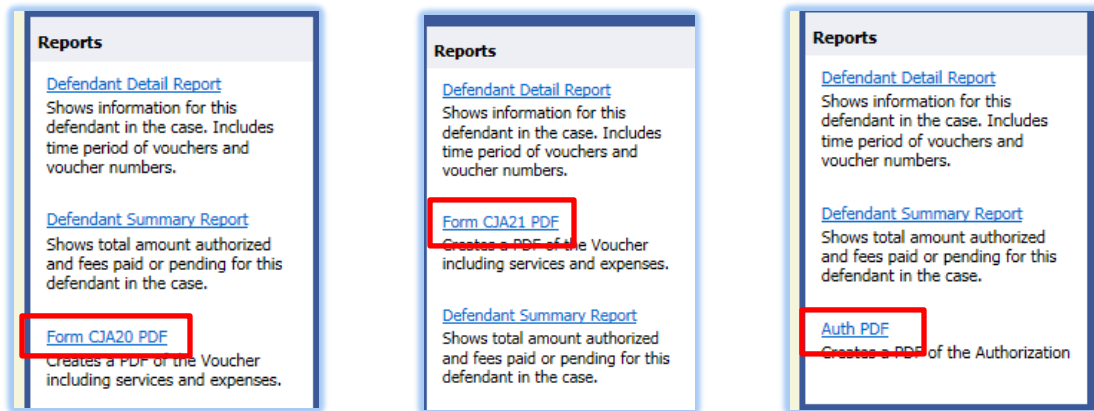 Reports
Defendant Detail Report
Shows information for this
defendant in the case. Includes
time period of vouchers and
voucher numbers.
Defendant Summary Report
Shows total amount authorized
and fees paid or pending for this
defendant in the case.
Form CJA20 PDF
Creates a PDF of the Voucher
including services and expenses.
Reports
Defendant Detail Report
Shows information for this
defendant in the case. Includes
time period of vouchers and
voucher numbers.
Form CJA21 PDF
Creates a PDF of the Voucher
including services and expenses.
Defendant Summary Report
Shows total amount authorized
and fees paid or pending for this
defendant in the case.
Reports
Defendant Detail Report
Shows information for this
defendant in the case. Includes
time period of vouchers and
voucher numbers.
Defendant Summary Report
Shows total amount authorized
and fees paid or pending for this
defendant in the case.
Auth PDF
Creates a PDF of the Authorization